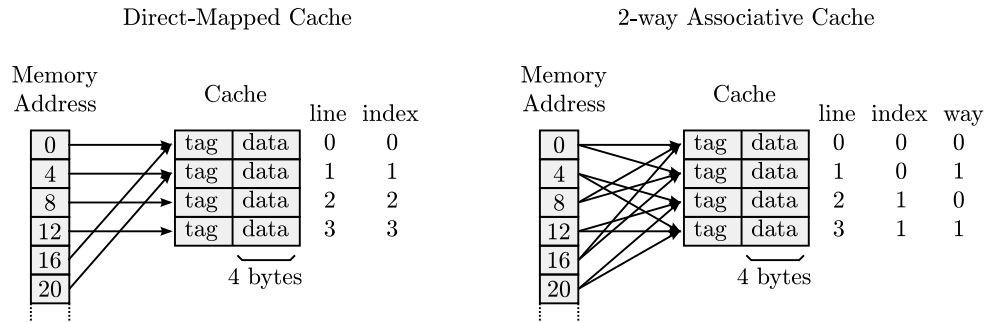 Direct-Mapped Cache
Memory
Address
Cache
line index
0 tag data 0 0
4 tag data 1 1
8 tag data 2 2
12 tag data 3 3
16
20
4 bytes
2-way Associative Cache
Memory
Address
Cache
line index way
0 tag data 0 0 0
4 tag data 1 0 1
8 tag data 2 1 0
12 tag data 3 1 1
16
20
4 bytes